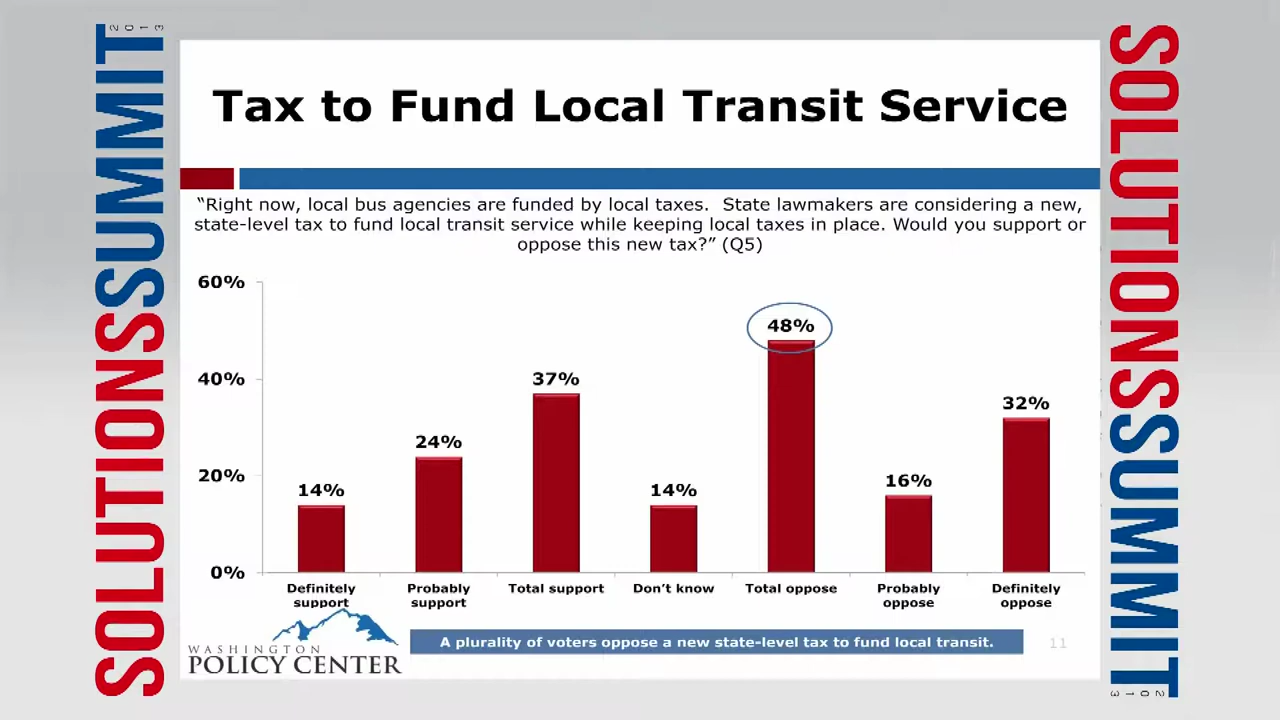 SOLUTIONSSUMMIT
2013
Tax to Fund Local Transit Service
“Right now, local bus agencies are funded by local taxes.  State lawmakers are considering a new,
state-level tax to fund local transit service while keeping local taxes in place. Would you support or
oppose this new tax?” (Q5)
60%
40%
20%
0%
14%
24%
37%
14%
48%
16%
32%
Definitely
support
Probably
support
Total support
Don’t know
Total oppose
Probably
oppose
Definitely
oppose
WASHINGTON
POLICY CENTER
A plurality of voters oppose a new state-level tax to fund local transit.
11
SOLUTIONSSUMMIT
2013